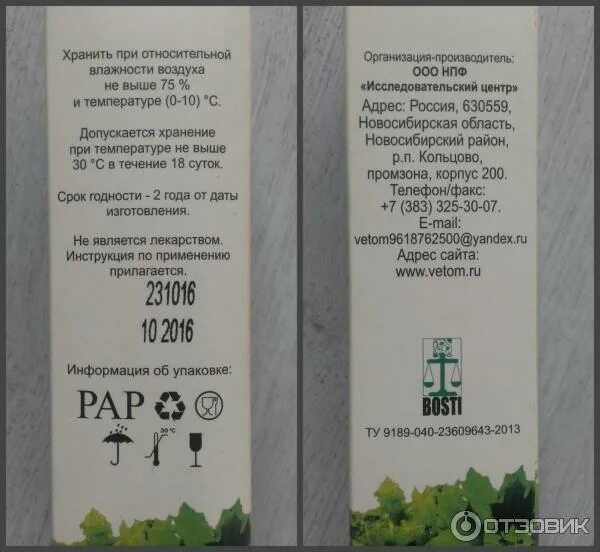 Хранить при относительной
влажности воздуха
не выше 75 %
и температуре (0-10) °С.
Допускается хранение
при температуре не выше
30 °С в течение 18 суток.
Срок годности - 2 года от даты
изготовления.
Не является лекарством.
Инструкция по применению
прилагается.
231016
10 2016
Информация об упаковке:
PAP
30 °С
Организация-производитель:
ООО НПФ
«Исследовательский центр»
Адрес: Россия, 630559,
Новосибирская область,
Новосибирский район,
р.п. Кольцово,
промзона, корпус 200.
Телефон/факс:
+7 (383) 325-30-07.
E-mail:
vetom9618762500@yandex.ru
Адрес сайта:
www.vetom.ru
BOSTI
ТУ 9189-040-23609643-2013
ОТЗОВИК